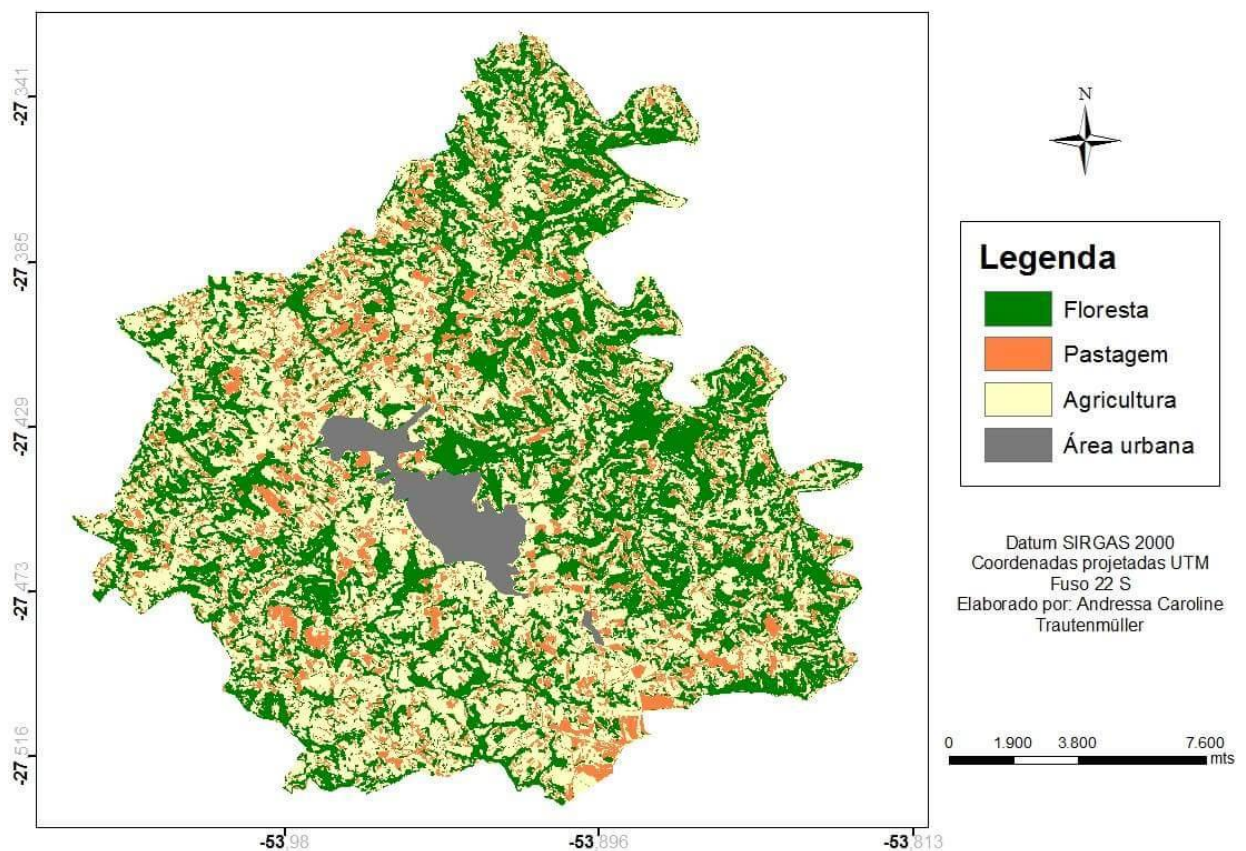 -27,341
-27,385
-27,429
-27,473
-27,516
-53,98
-53,896
-53,813
N
Legenda
Floresta
Pastagem
Agricultura
Área urbana
Datum SIRGAS 2000
Coordenadas projetadas UTM
Fuso 22 S
Elaborado por: Andressa Caroline
Trautenmüller
0 1.900 3.800 7.600
mts